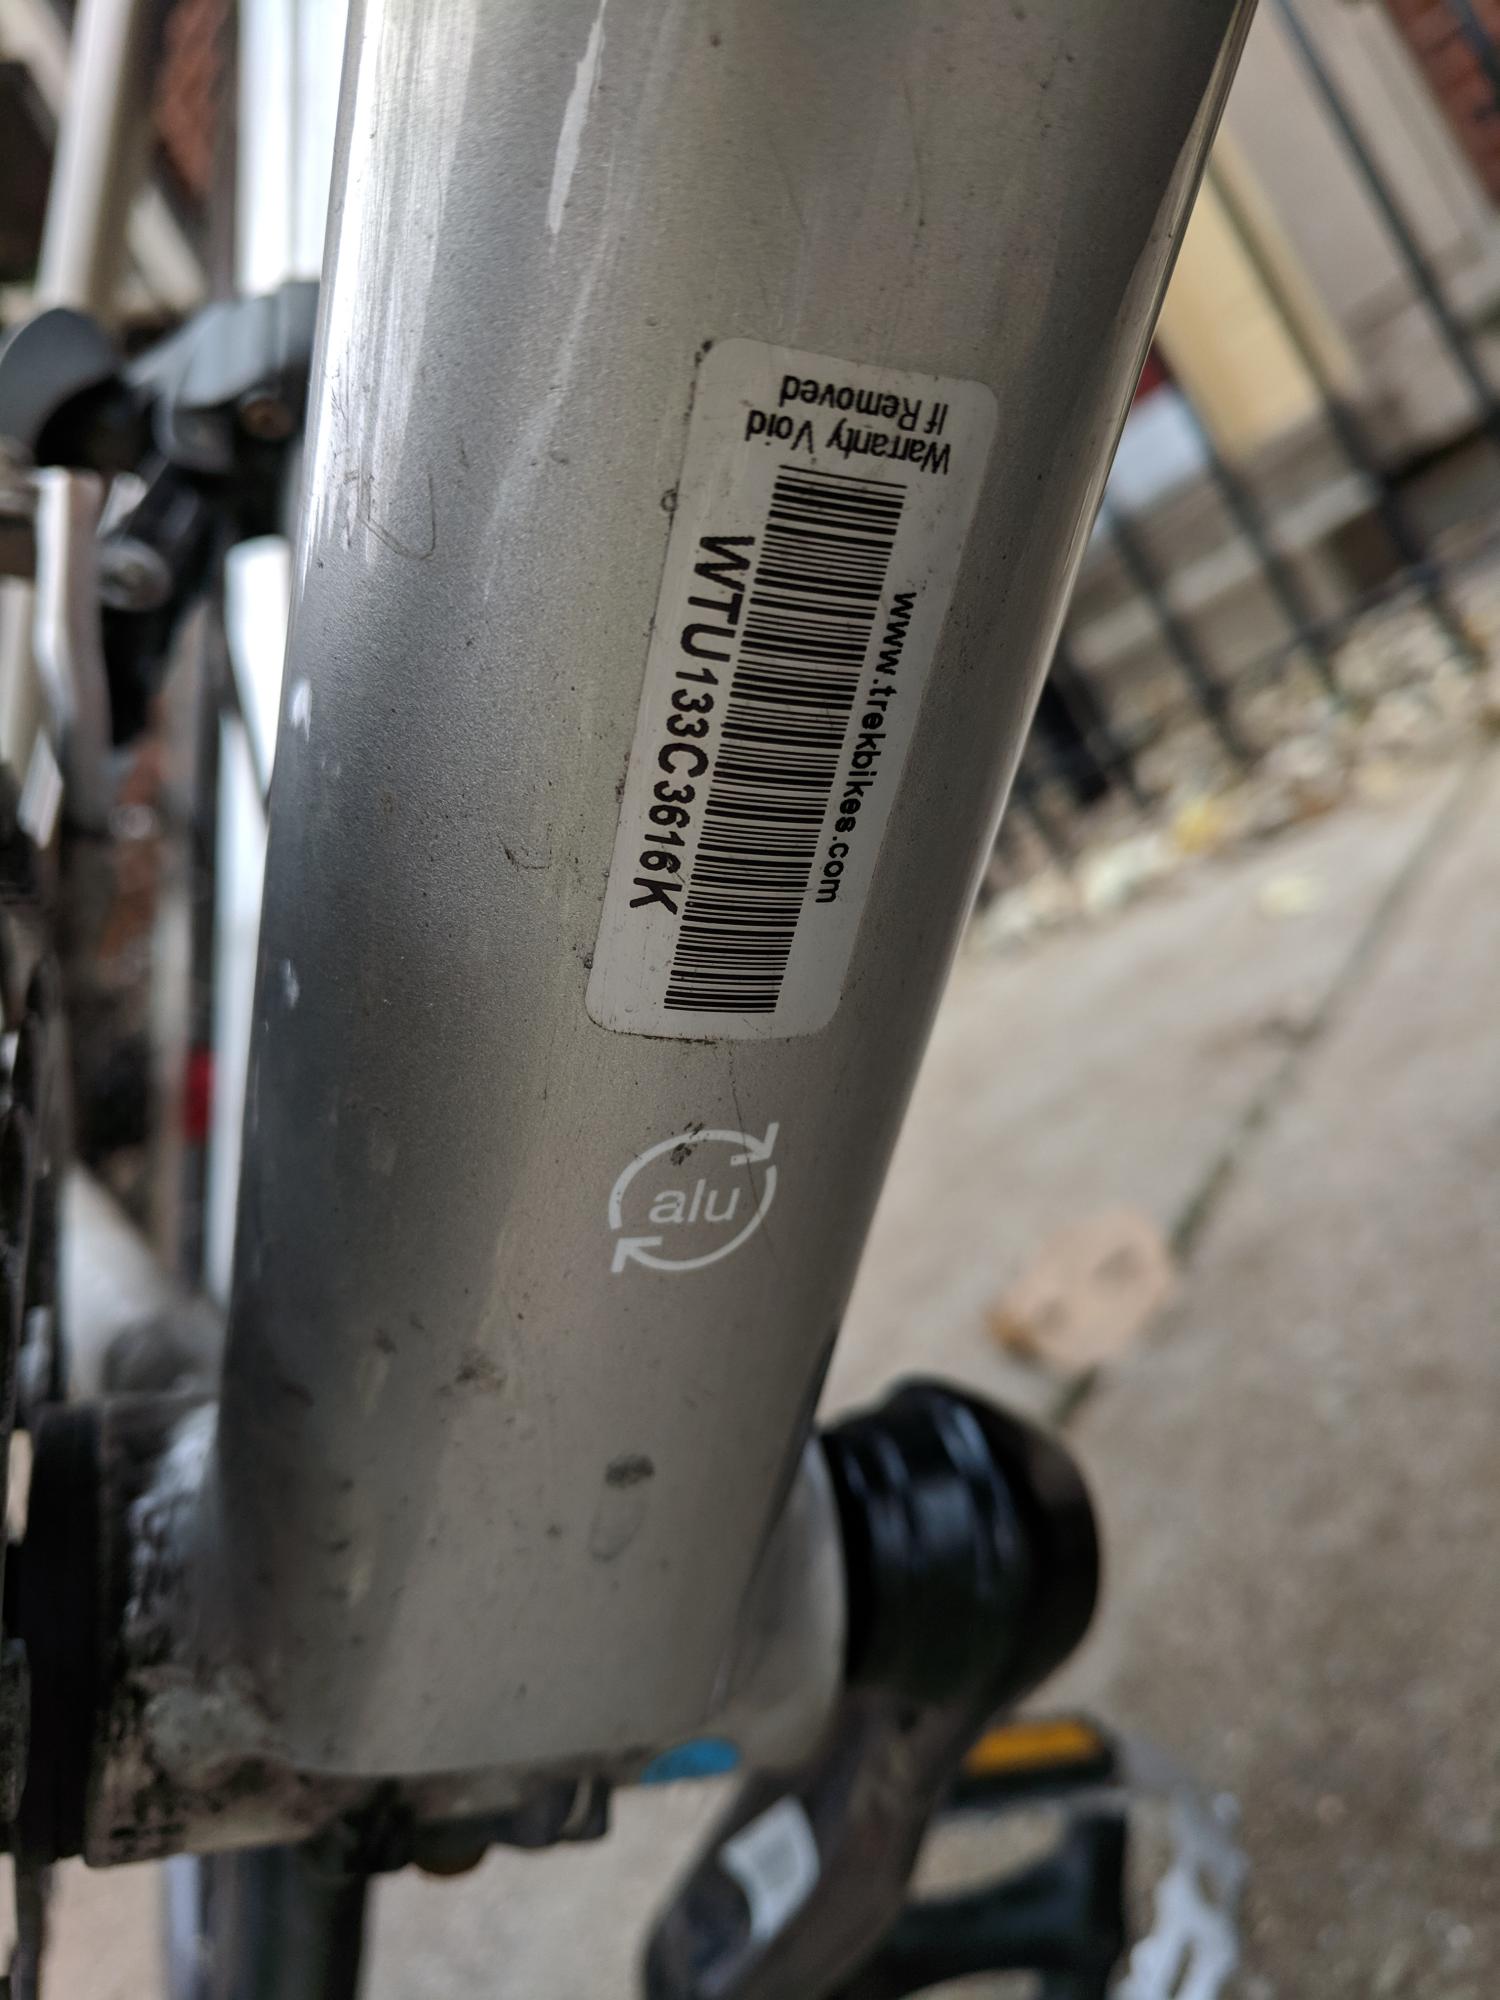 Warranty Void
If Removed
www.trekbikes.com
WTU133C3616K
alu